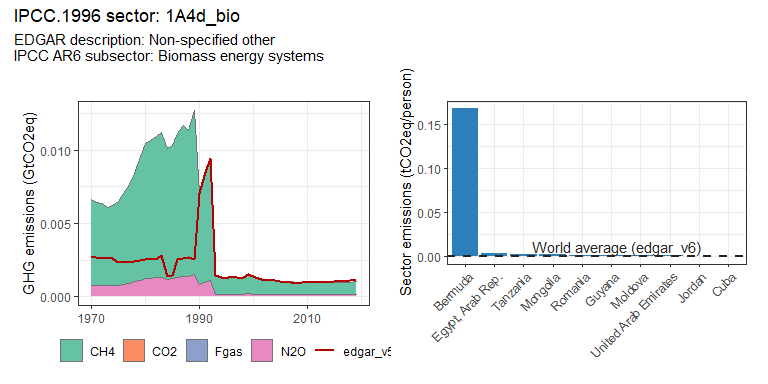 IPCC.1996 sector: 1A4d_bio
EDGAR description: Non-specified other
IPCC AR6 subsector: Biomass energy systems
GHG emissions (GtCO2eq)
0.010
0.005
0.000
1970
1990
2010
CH4
CO2
Fgas
N2O
edgar_v5
Sector emissions (tCO2eq/person)
0.15
0.10
0.05
0.00
World average (edgar_v6)
Bermuda
Egypt, Arab Rep.
Tanzania
Mongolia
Romania
Guyana
Moldova
United Arab Emirates
Jordan
Cuba